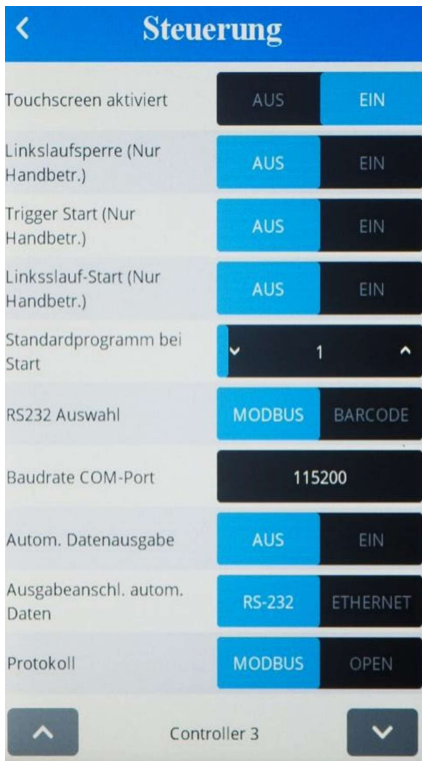 Steuerung
Touchscreen aktiviert AUS EIN
Linkslaufsperre (Nur
Handbetr.) AUS EIN
Trigger Start (Nur
Handbetr.) AUS EIN
Linksslauf-Start (Nur
Handbetr.) AUS EIN
Standardprogramm bei
Start 1
RS232 Auswahl MODBUS BARCODE
Baudrate COM-Port 115200
Autom. Datenausgabe AUS EIN
Ausgabeanschl. autom.
Daten RS-232 ETHERNET
Protokoll MODBUS OPEN
Controller 3